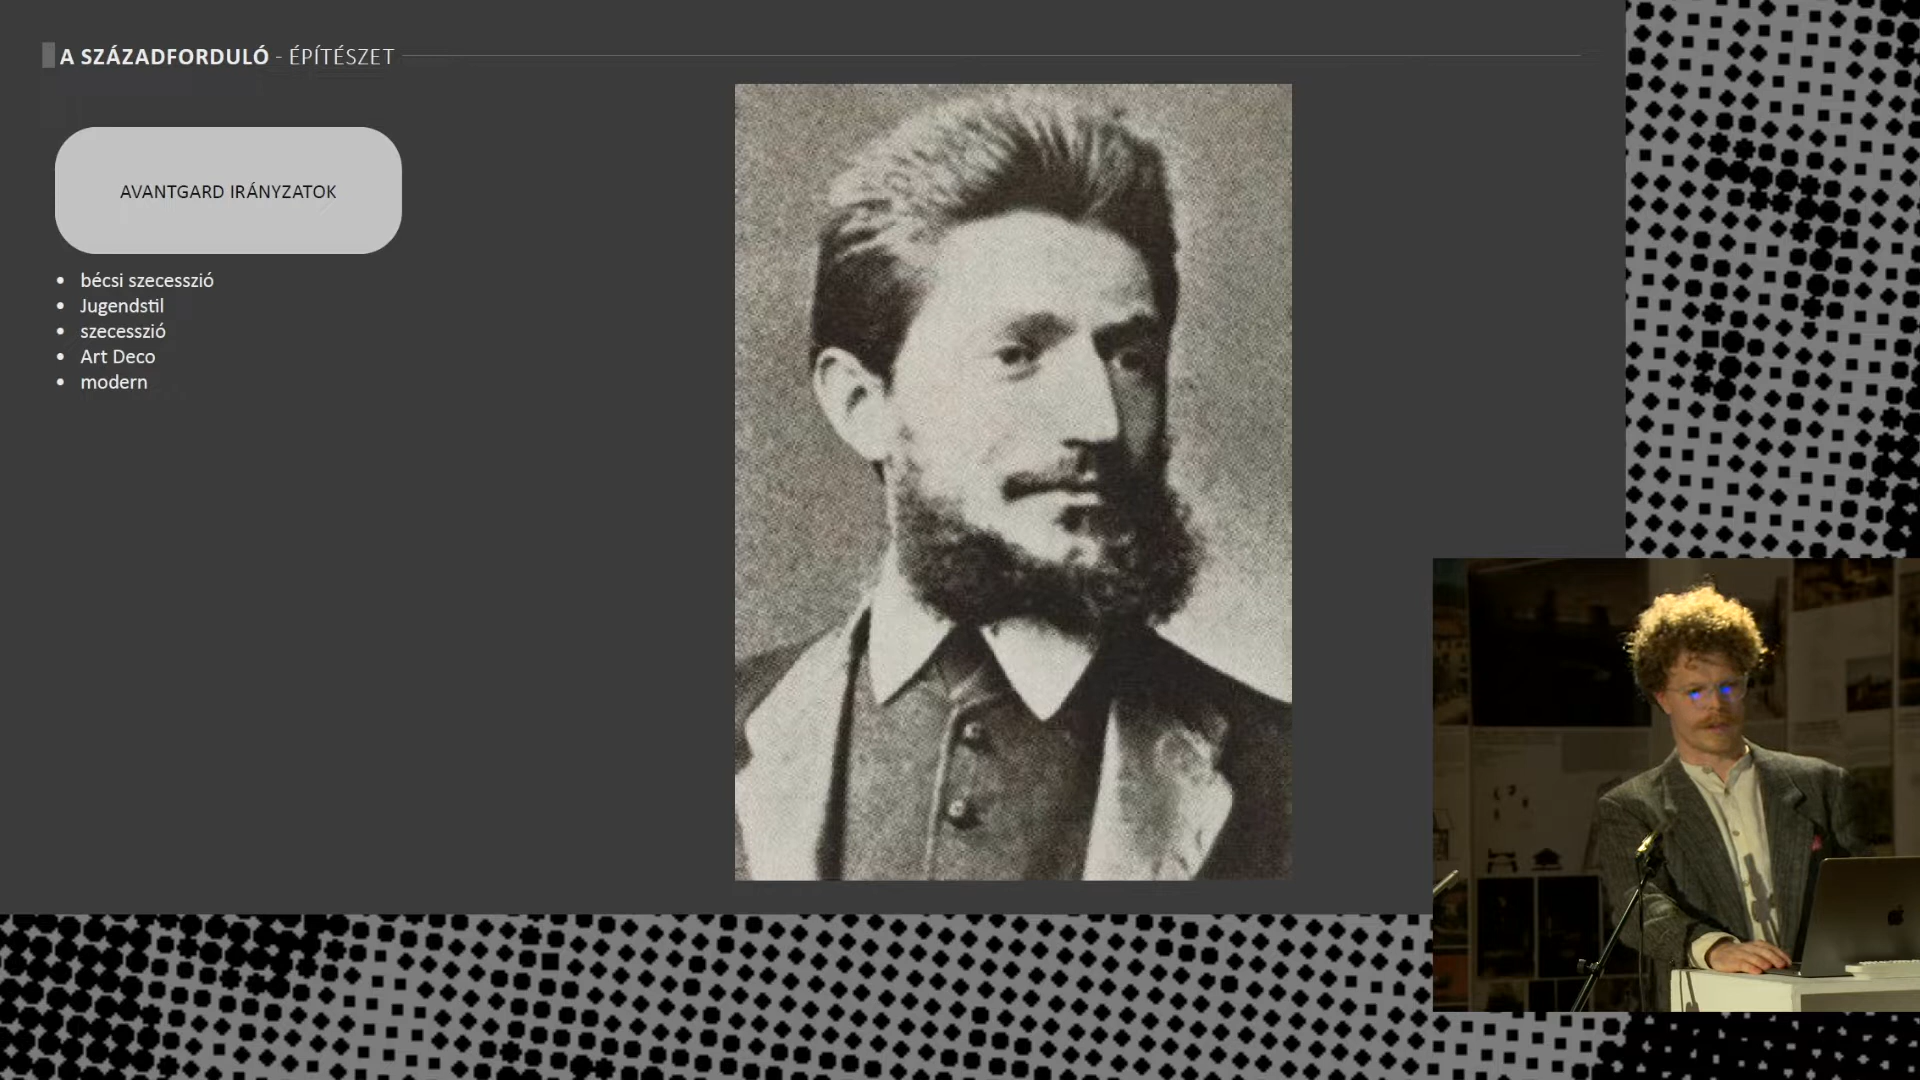 A SZÁZADFORDULÓ - ÉPÍTÉSZET
AVANTGARD IRÁNYZATOK
• bécsi szecesszió
• Jugendstil
• szecesszió
• Art Deco
• modern